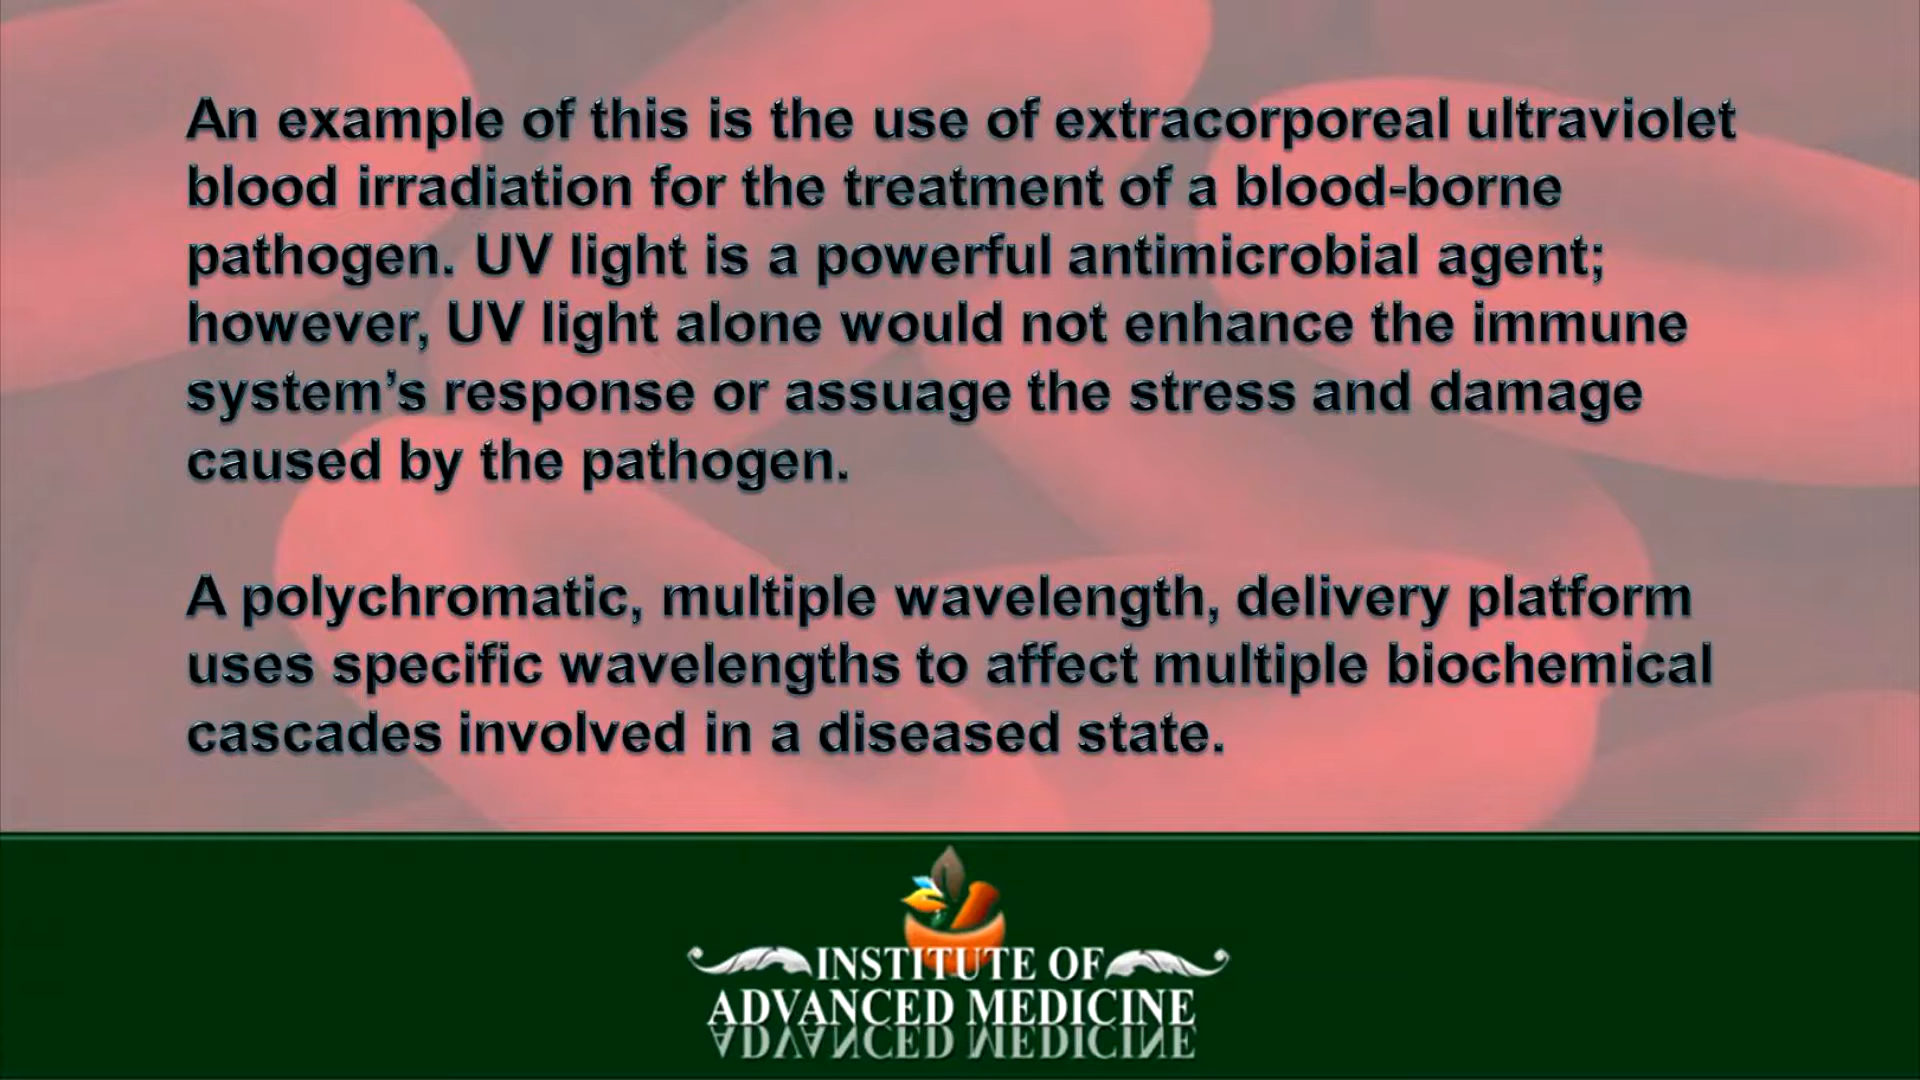 An example of this is the use of extracorporeal ultraviolet
blood irradiation for the treatment of a blood-borne
pathogen. UV light is a powerful antimicrobial agent;
however, UV light alone would not enhance the immune
system’s response or assuage the stress and damage
caused by the pathogen.
A polychromatic, multiple wavelength, delivery platform
uses specific wavelengths to affect multiple biochemical
cascades involved in a diseased state.
INSTITUTE OF
ADVANCED MEDICINE